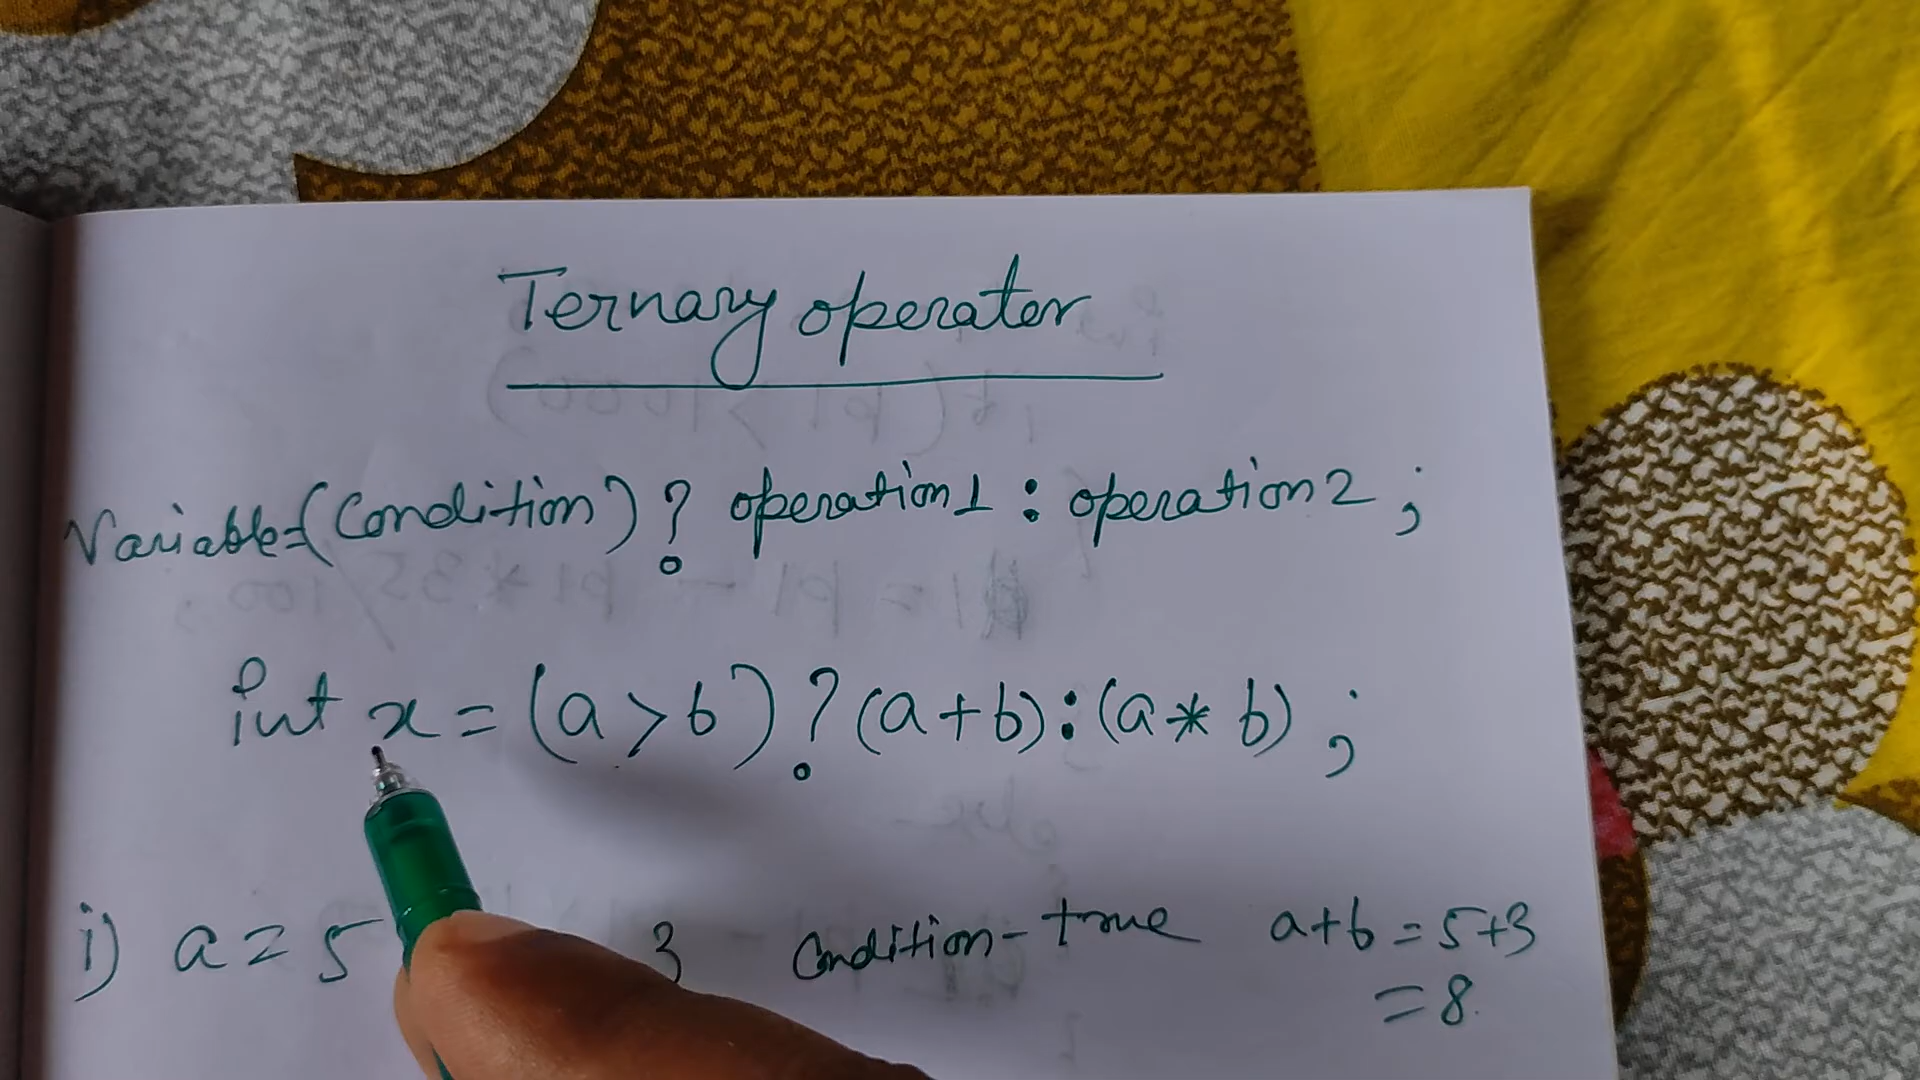 Ternary operator
Variable=(Condition) ? operation1 : operation2 ;
int x = (a > b) ? (a + b) : (a * b) ;
i) a = 5 3 Condition - true a+b = 5+3
= 8